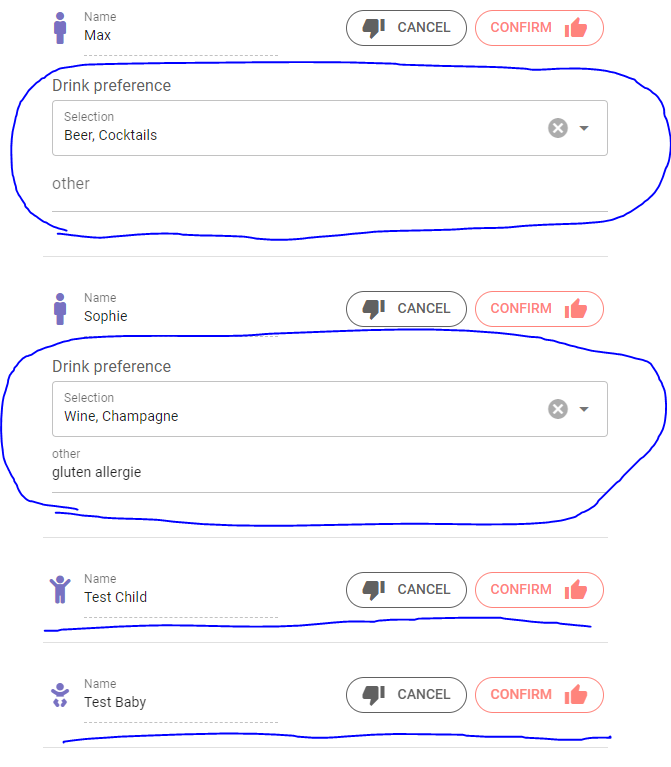 Name
Max
CANCEL
CONFIRM
Drink preference
Selection
Beer, Cocktails
other
Name
Sophie
CANCEL
CONFIRM
Drink preference
Selection
Wine, Champagne
other
gluten allergie
Name
Test Child
CANCEL
CONFIRM
Name
Test Baby
CANCEL
CONFIRM